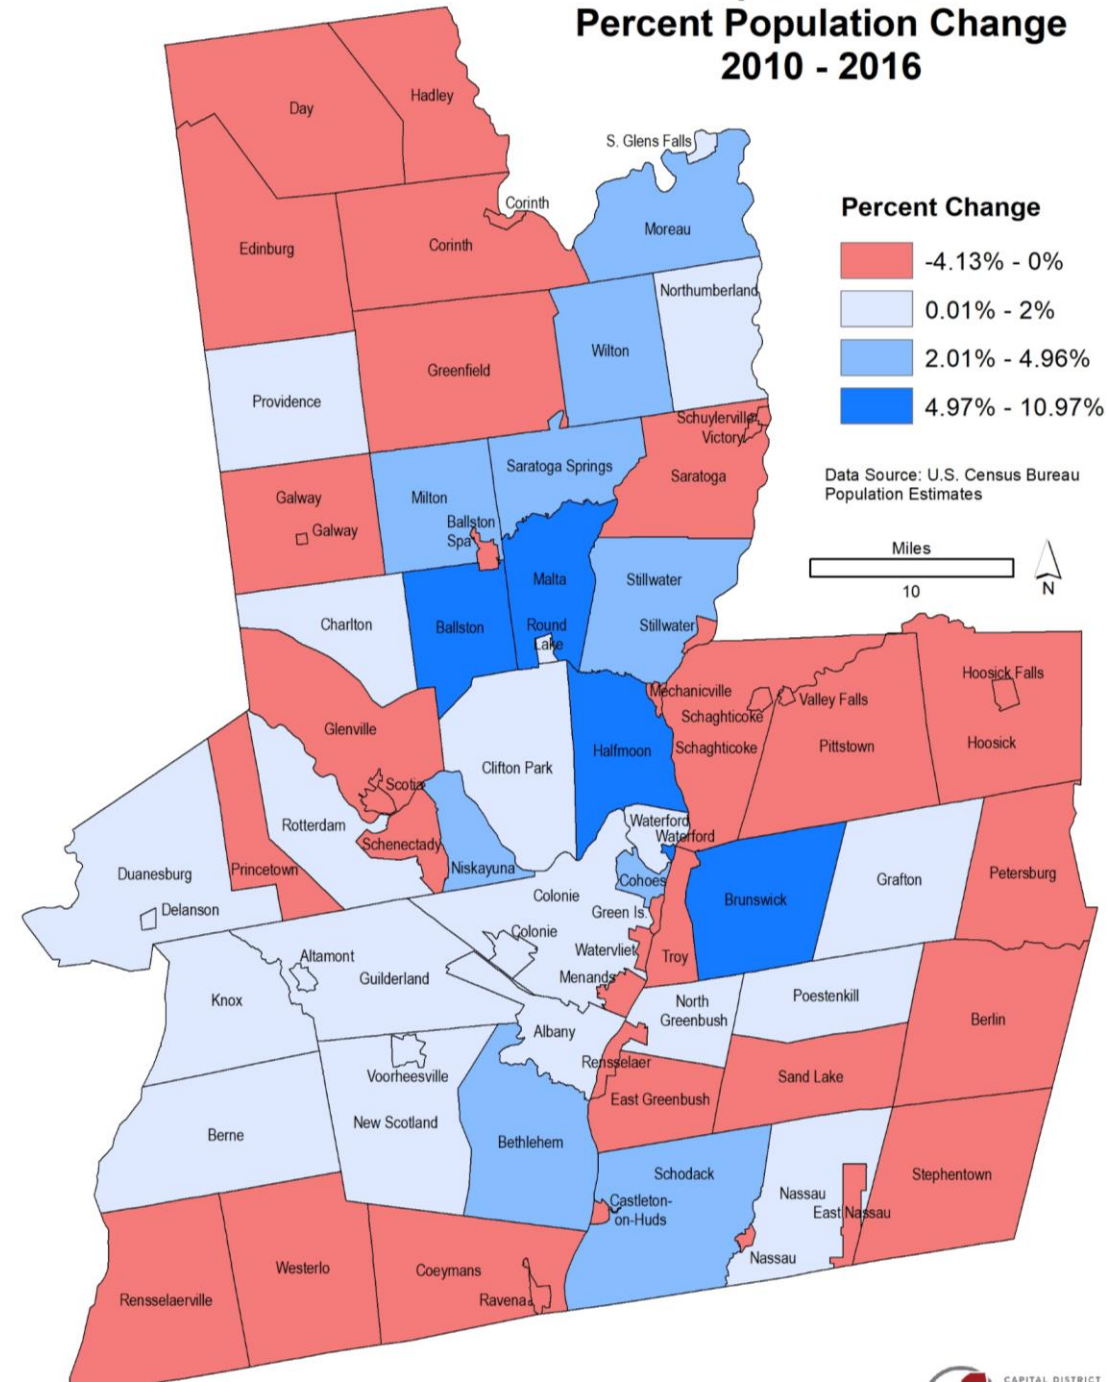 Percent Population Change
2010 - 2016
Day
Hadley
S. Glens Falls
Corinth
Moreau
Edinburg
Corinth
Northumberland
Wilton
Greenfield
Providence
Percent Change
-4.13% - 0%
0.01% - 2%
2.01% - 4.96%
4.97% - 10.97%
Schuylerville
Victory
Saratoga Springs
Saratoga
Data Source: U.S. Census Bureau
Population Estimates
Galway
Galway
Milton
Ballston
Spa
Miles
10
N
Malta
Stillwater
Charlton
Ballston
Round
Lake
Stillwater
Hoosick Falls
Mechanicville
Valley Falls
Schaghticoke
Glenville
Halfmoon
Schaghticoke
Pittstown
Hoosick
Clifton Park
Scotia
Rotterdam
Waterford
Waterford
Schenectady
Duanesburg
Princetown
Niskayuna
Cohoes
Brunswick
Grafton
Petersburg
Colonie
Delanson
Green Is.
Colonie
Altamont
Watervliet
Troy
Guilderland
Menands
Knox
North
Greenbush
Poestenkill
Albany
Berlin
Rensselaer
Voorheesville
Sand Lake
East Greenbush
New Scotland
Berne
Bethlehem
Schodack
Stephentown
Nassau
Castleton-
on-Huds
East Nassau
Nassau
Westerlo
Coeymans
Rensselaerville
Ravena
CAPITAL DISTRICT